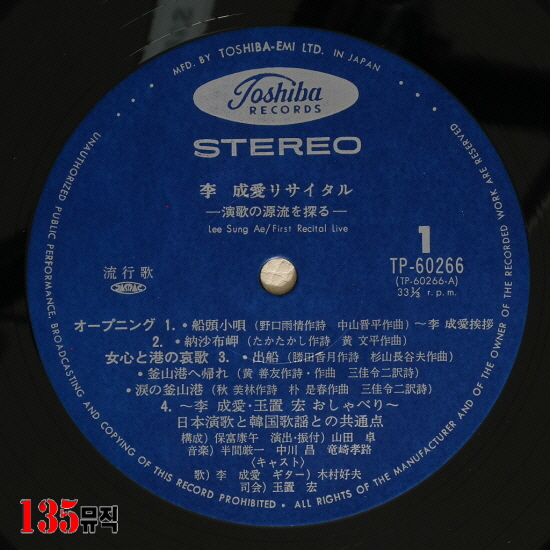 MFD. BY TOSHIBA-EMI LTD. IN JAPAN
Toshiba
RECORDS
STEREO
李 成愛リサイタル
—演歌の源流を探る—
Lee Sung Ae/First Recital Live
1
TP-60266
(TP-60266-A)
33⅓ r.p.m.
流行歌
オープニング 1.・船頭小唄(野口雨情作詩 中山晋平作曲)〜李 成愛挨拶
2.・納沙布岬(たかたかし作詩/黄 文平作曲)
女心と港の哀歌 3.・出船(勝田香月作詩 杉山長谷夫作曲)
・釜山港へ帰れ(黄 善友作詩・作曲 三佳令二訳詩)
・涙の釜山港(秋 美林作詩 朴 是春作曲 三佳令二訳詩)
4.〜李 成愛・玉置 宏 おしゃべり〜
日本演歌と韓国歌謡との共通点
構成)保富康午 演出・振付)山田 卓
音楽)半間巌一 中川 昌 竜崎孝路
〈キャスト〉
歌)李 成愛 ギター)木村好夫
司会)玉置 宏
UNAUTHORIZED PUBLIC PERFORMANCE, BROADCASTING AND COPYING OF THIS RECORD PROHIBITED • ALL RIGHTS OF THE MANUFACTURER AND OF THE OWNER OF THE RECORDED WORK ARE RESERVED.
135뮤직